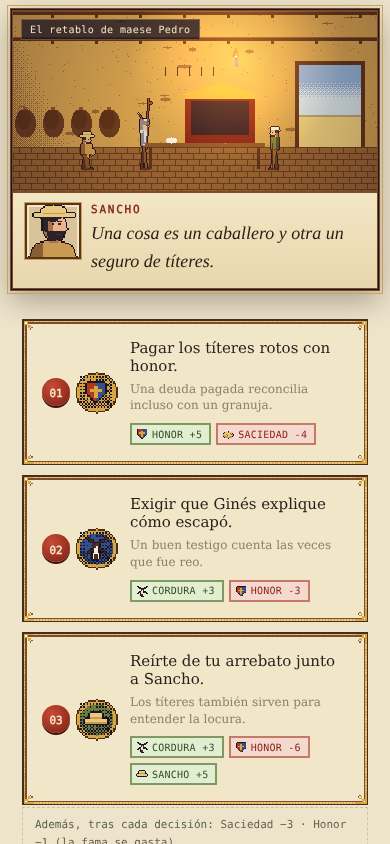 El retablo de maese Pedro
SANCHO
Una cosa es un caballero y otra un
seguro de títeres.
01
Pagar los títeres rotos con
honor.
Una deuda pagada reconcilia
incluso con un granuja.
HONOR +5
SACIEDAD -4
02
Exigir que Ginés explique
cómo escapó.
Un buen testigo cuenta las veces
que fue reo.
CORDURA +3
HONOR -3
03
Reírte de tu arrebato junto
a Sancho.
Los títeres también sirven para
entender la locura.
CORDURA +3
HONOR -6
SANCHO +5
Además, tras cada decisión: Saciedad −3 · Honor
−1 (la fama se gasta)